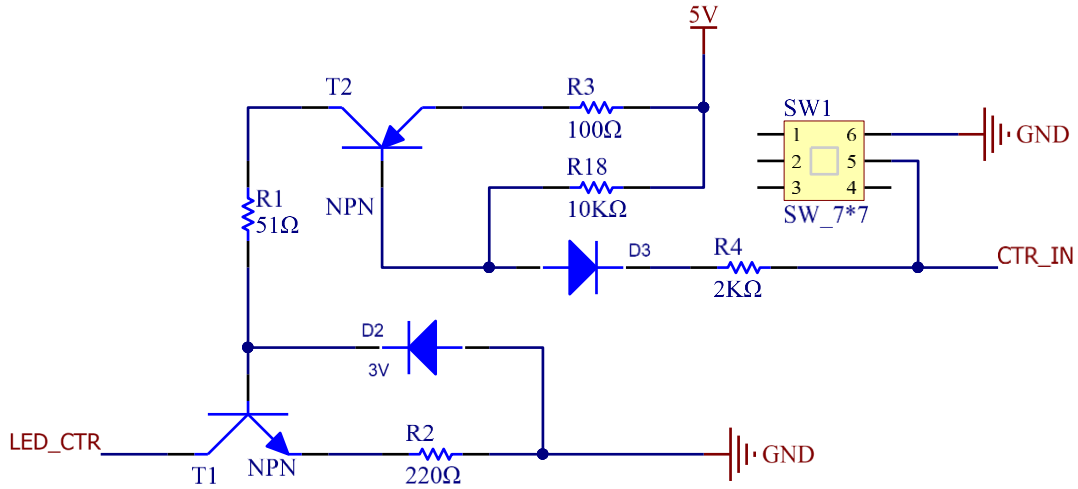 5V
T2
R3
100Ω
SW1
1 6
2 5
3 4
GND
R18
10KΩ
NPN
SW_7*7
R1
51Ω
D3
R4
2KΩ
CTR_IN
D2
3V
LED_CTR
T1
NPN
R2
220Ω
GND